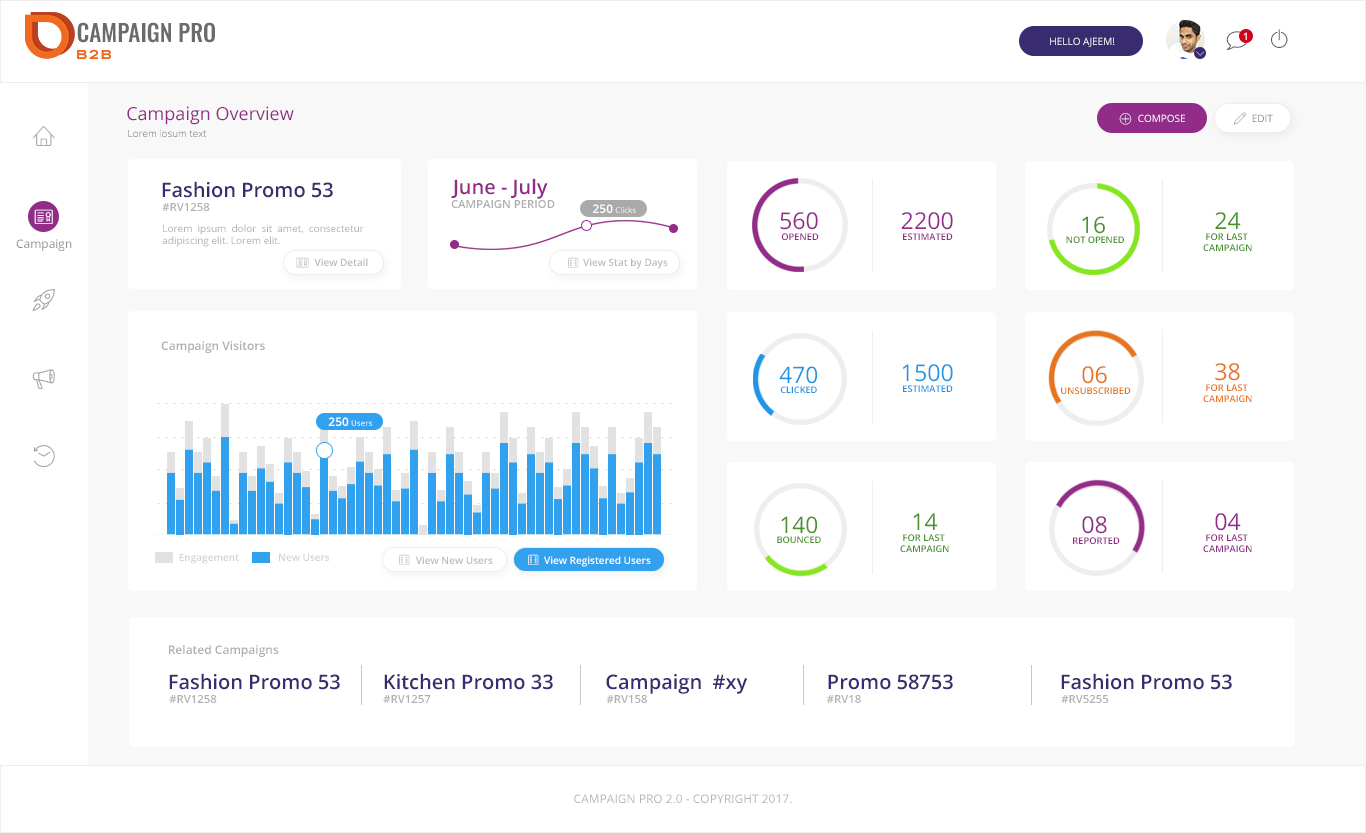 CAMPAIGN PRO
B2B
HELLO AJEEM!
1
Campaign Overview
Lorem iosum text
COMPOSE
EDIT
Campaign
Fashion Promo 53
#RV1258
Lorem ipsum dolor sit amet, consectetur
adipiscing elit. Lorem elit.
View Detail
June - July
CAMPAIGN PERIOD
250 Clicks
View Stat by Days
560
OPENED
2200
ESTIMATED
16
NOT OPENED
24
FOR LAST
CAMPAIGN
Campaign Visitors
250 Users
Engagement
New Users
View New Users
View Registered Users
470
CLICKED
1500
ESTIMATED
06
UNSUBSCRIBED
38
FOR LAST
CAMPAIGN
140
BOUNCED
14
FOR LAST
CAMPAIGN
08
REPORTED
04
FOR LAST
CAMPAIGN
Related Campaigns
Fashion Promo 53
#RV1258
Kitchen Promo 33
#RV1257
Campaign #xy
#RV158
Promo 58753
#RV18
Fashion Promo 53
#RV5255
CAMPAIGN PRO 2.0 - COPYRIGHT 2017.